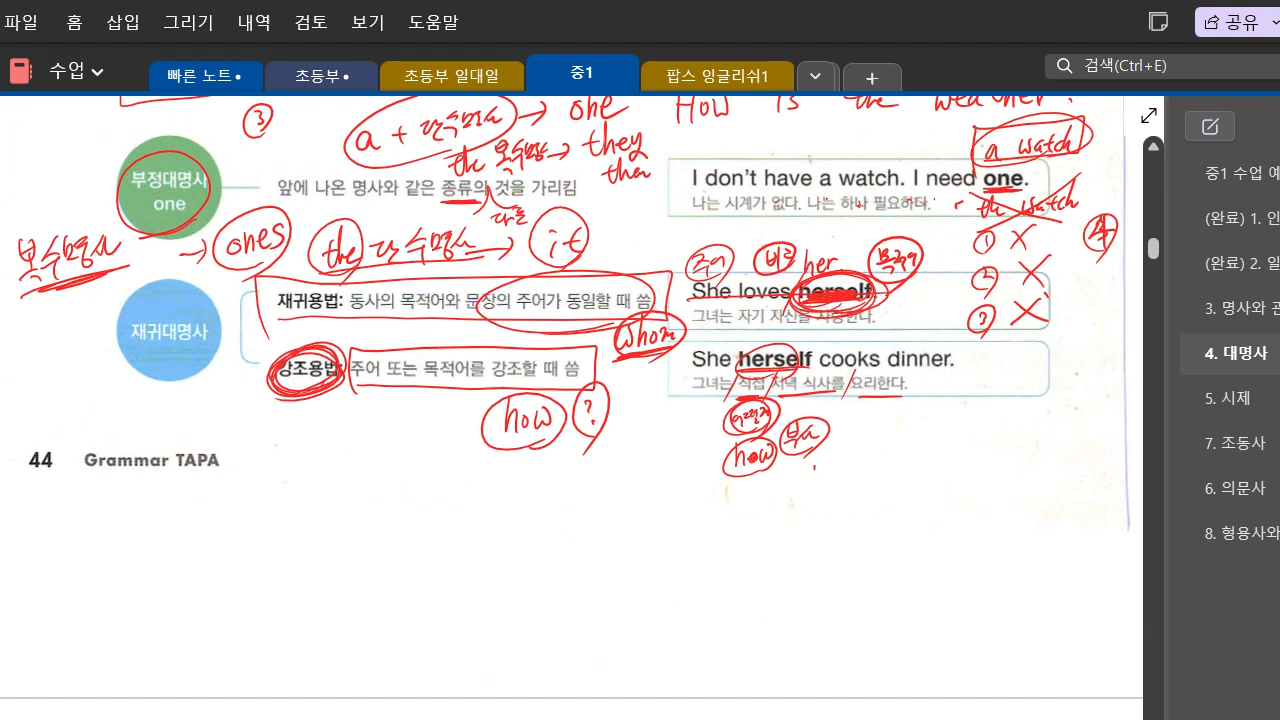 파일 홈 삽입 그리기 내역 검토 보기 도움말 공유
수업 빠른 노트 초등부 초등부 일대일 중1 팝스 잉글리쉬1 + 검색(Ctrl+E)
③ a + 단수명사 → one How is the weather?
the 복수명사 → they
them
a watch
부정대명사
one
앞에 나온 명사와 같은 종류의 것을 가리킴
다른
I don't have a watch. I need one.
나는 시계가 없다. 나는 하나 필요하다.
the watch
복수명사 → ones
the 단수명사 → it
① X
② X
③ X
주어 바로 her 목적어
재귀대명사
재귀용법: 동사의 목적어와 문장의 주어가 동일할 때 씀
whom
She loves herself.
그녀는 자기 자신을 사랑한다.
강조용법: 주어 또는 목적어를 강조할 때 씀
how ?
She herself cooks dinner.
그녀는 직접 저녁 식사를 요리한다.
how 부사
44 Grammar TAPA
중1 수업 예
(완료) 1. 인
(완료) 2. 일
3. 명사와 관
4. 대명사
5. 시제
7. 조동사
6. 의문사
8. 형용사와